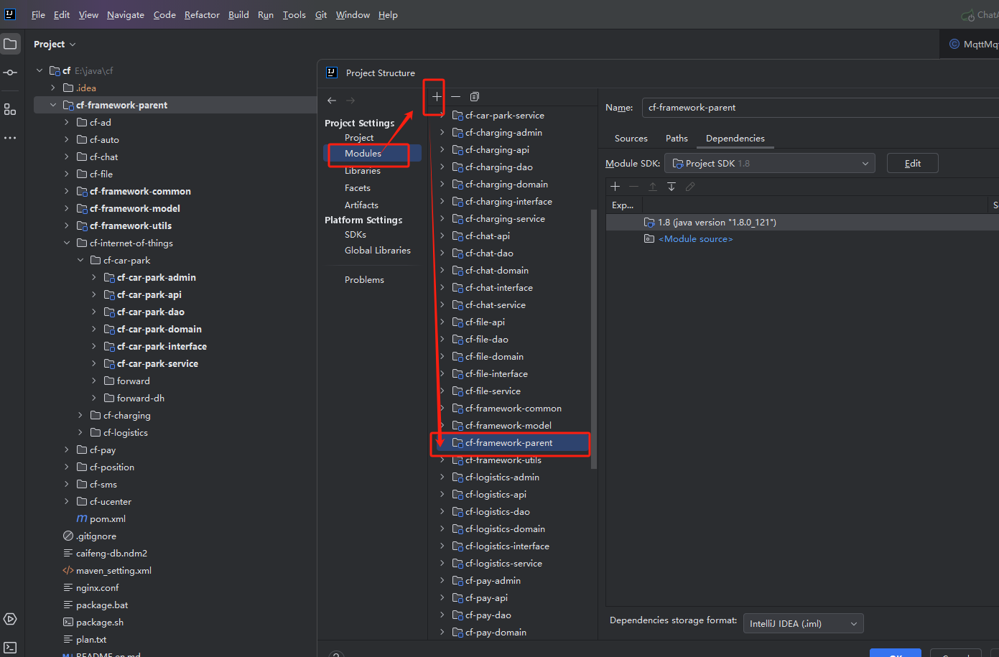 File Edit View Navigate Code Refactor Build Run Tools Git Window Help
Project
cf E:\java\cf
.idea
cf-framework-parent
cf-ad
cf-auto
cf-chat
cf-file
cf-framework-common
cf-framework-model
cf-framework-utils
cf-internet-of-things
cf-car-park
cf-car-park-admin
cf-car-park-api
cf-car-park-dao
cf-car-park-domain
cf-car-park-interface
cf-car-park-service
forward
forward-dh
cf-charging
cf-logistics
cf-pay
cf-position
cf-sms
cf-ucenter
pom.xml
.gitignore
caifeng-db.ndm2
maven_setting.xml
nginx.conf
package.bat
package.sh
plan.txt
README.en.md
Project Structure
Project Settings
Project
Modules
Libraries
Facets
Artifacts
Platform Settings
SDKs
Global Libraries
Problems
cf-car-park-service
cf-charging-admin
cf-charging-api
cf-charging-dao
cf-charging-domain
cf-charging-interface
cf-charging-service
cf-chat-api
cf-chat-dao
cf-chat-domain
cf-chat-interface
cf-chat-service
cf-file-api
cf-file-dao
cf-file-domain
cf-file-interface
cf-file-service
cf-framework-common
cf-framework-model
cf-framework-parent
cf-framework-utils
cf-logistics-admin
cf-logistics-api
cf-logistics-dao
cf-logistics-domain
cf-logistics-interface
cf-logistics-service
cf-pay-admin
cf-pay-api
cf-pay-dao
cf-pay-domain
Name: cf-framework-parent
Sources Paths Dependencies
Module SDK: Project SDK 1.8 Edit
Exp...
1.8 (java version "1.8.0_121")
<Module source>
Dependencies storage format: IntelliJ IDEA (.iml)